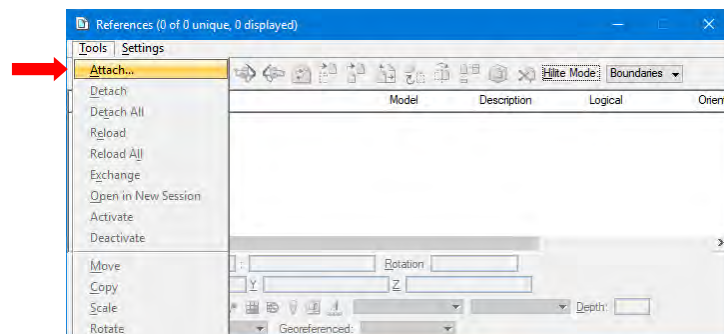 References (0 of 0 unique, 0 displayed)
Tools Settings
Attach...
Hilite Mode: Boundaries
Detach
Model Description Logical Orien
Detach All
Reload
Reload All
Exchange
Open in New Session
Activate
Deactivate
Move
: Rotation
Copy
Y Z
Scale
Depth:
Rotate
Georeferenced: